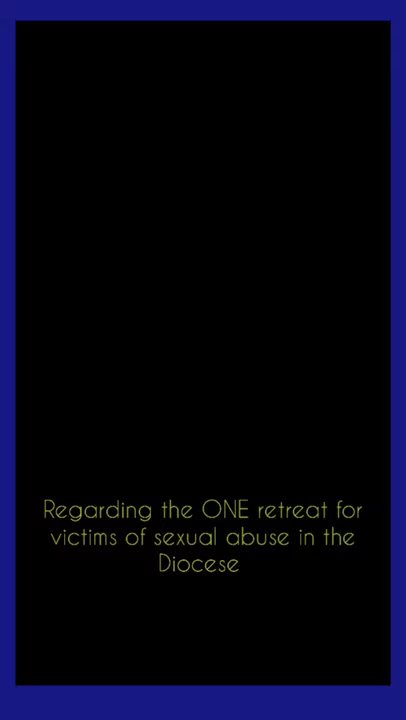 Regarding the ONE retreat for
victims of sexual abuse in the
Diocese